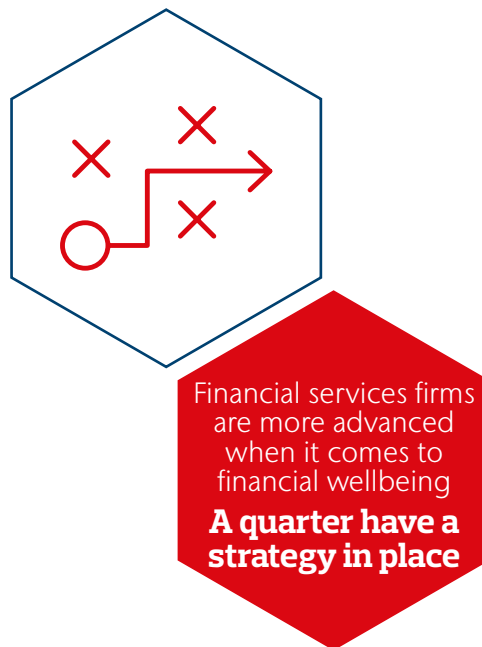 Financial services firms
are more advanced
when it comes to
financial wellbeing
A quarter have a
strategy in place